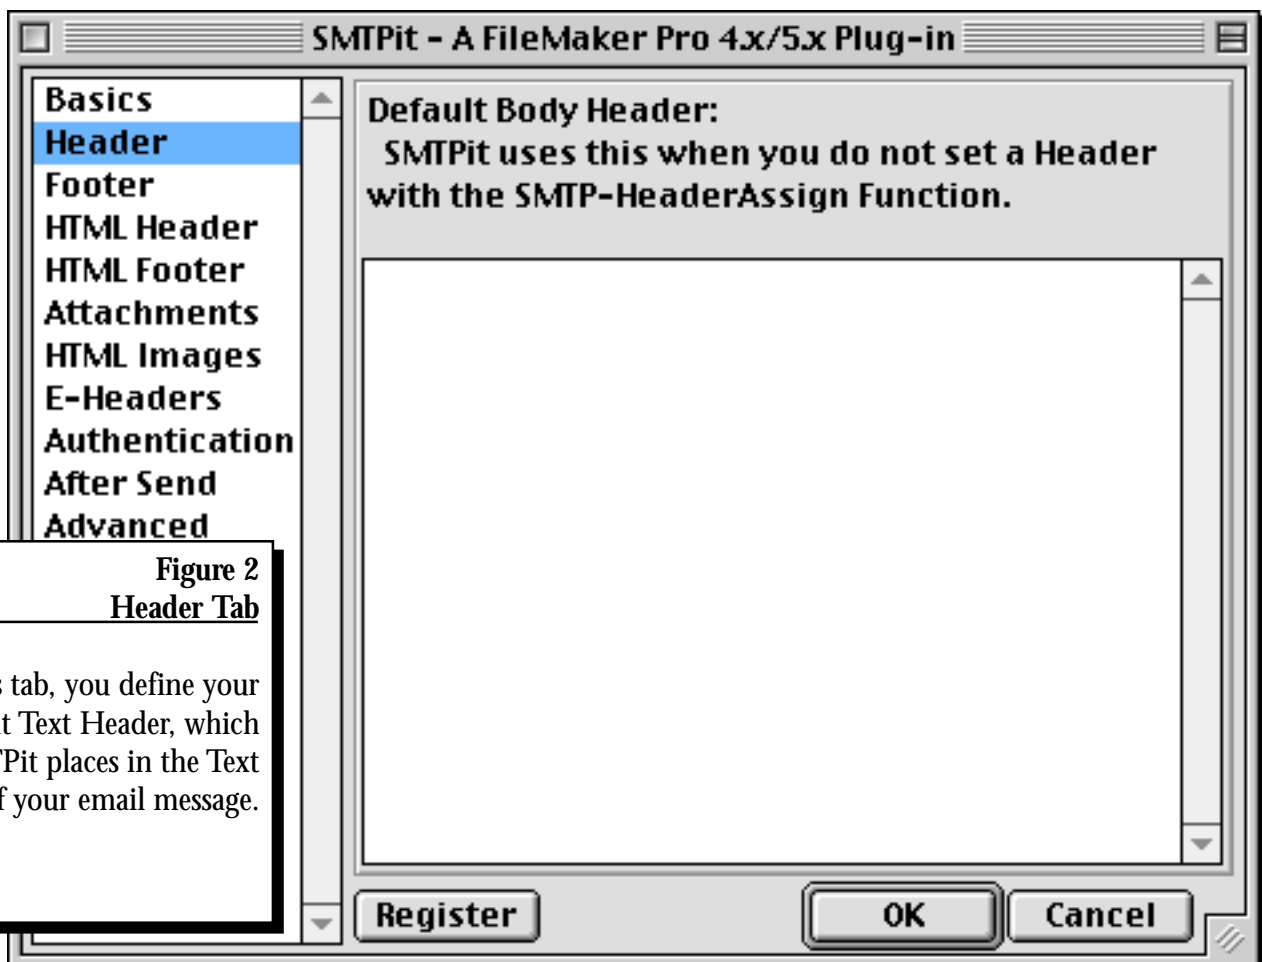 SMTPit - A FileMaker Pro 4.x/5.x Plug-in
Basics
Header
Footer
HTML Header
HTML Footer
Attachments
HTML Images
E-Headers
Authentication
After Send
Advanced
Default Body Header:
SMTPit uses this when you do not set a Header
with the SMTP-HeaderAssign Function.
Figure 2
Header Tab
tab, you define your
Text Header, which
places in the Text
your email message.
Register
OK
Cancel